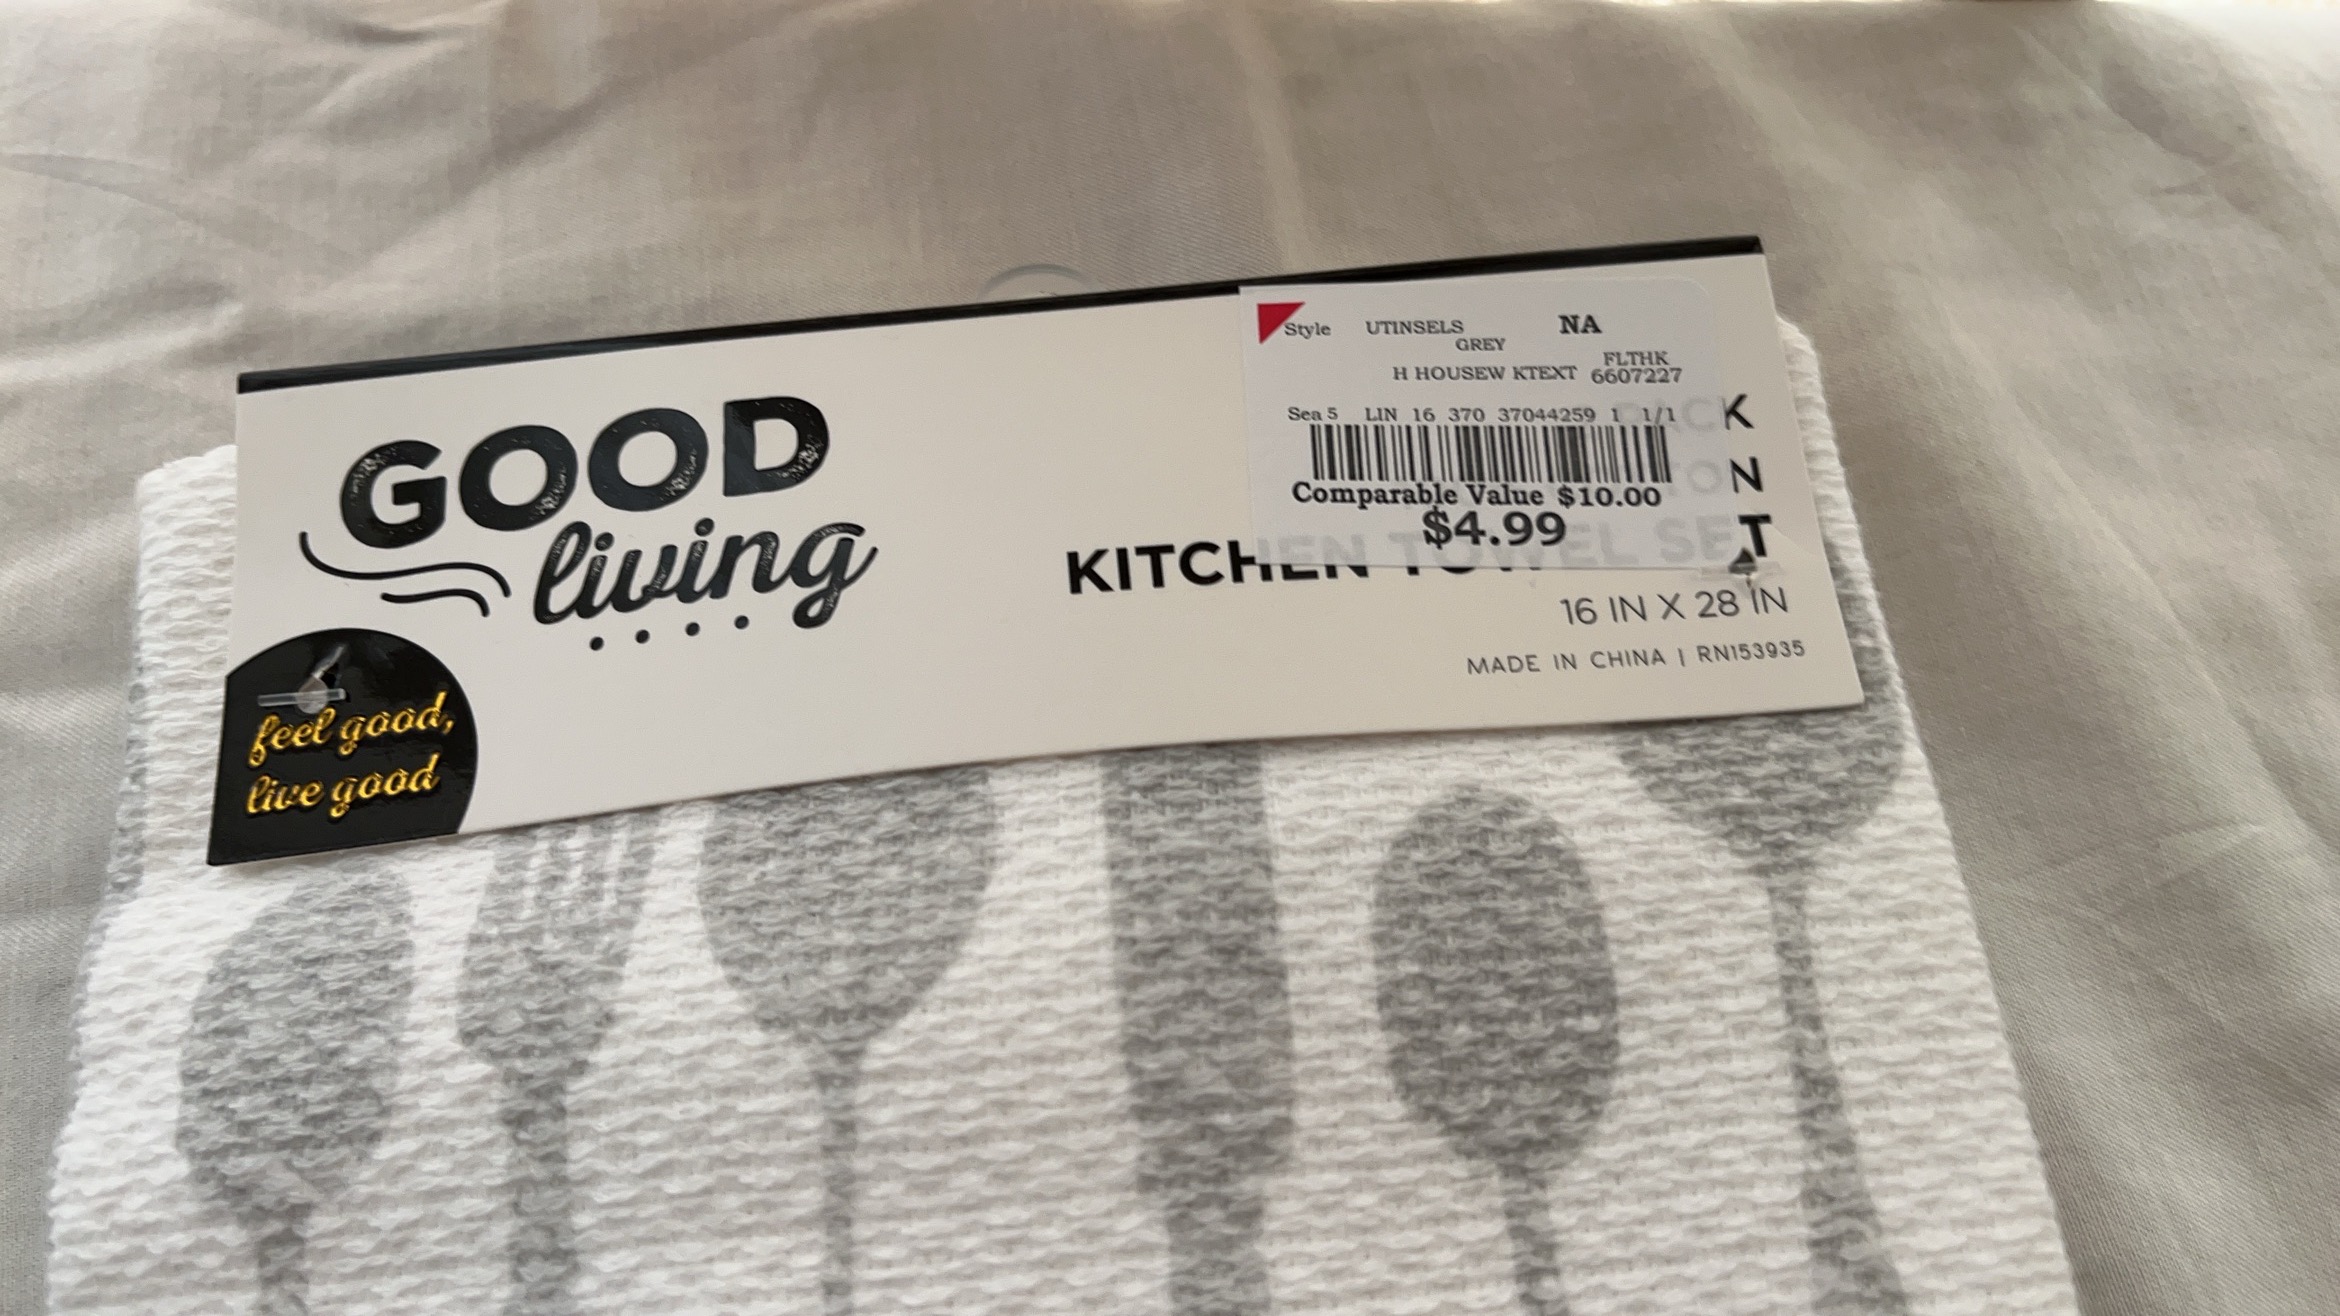 GOOD
living
feel good,
live good
Style UTINSELS NA
GREY
FLTHK
H HOUSEW KTEXT 6607227
Sea 5 LIN 16 370 37044259 1 1/1
Comparable Value $10.00
$4.99
KITCHEN TOWEL SET
16 IN X 28 IN
MADE IN CHINA | RN153935